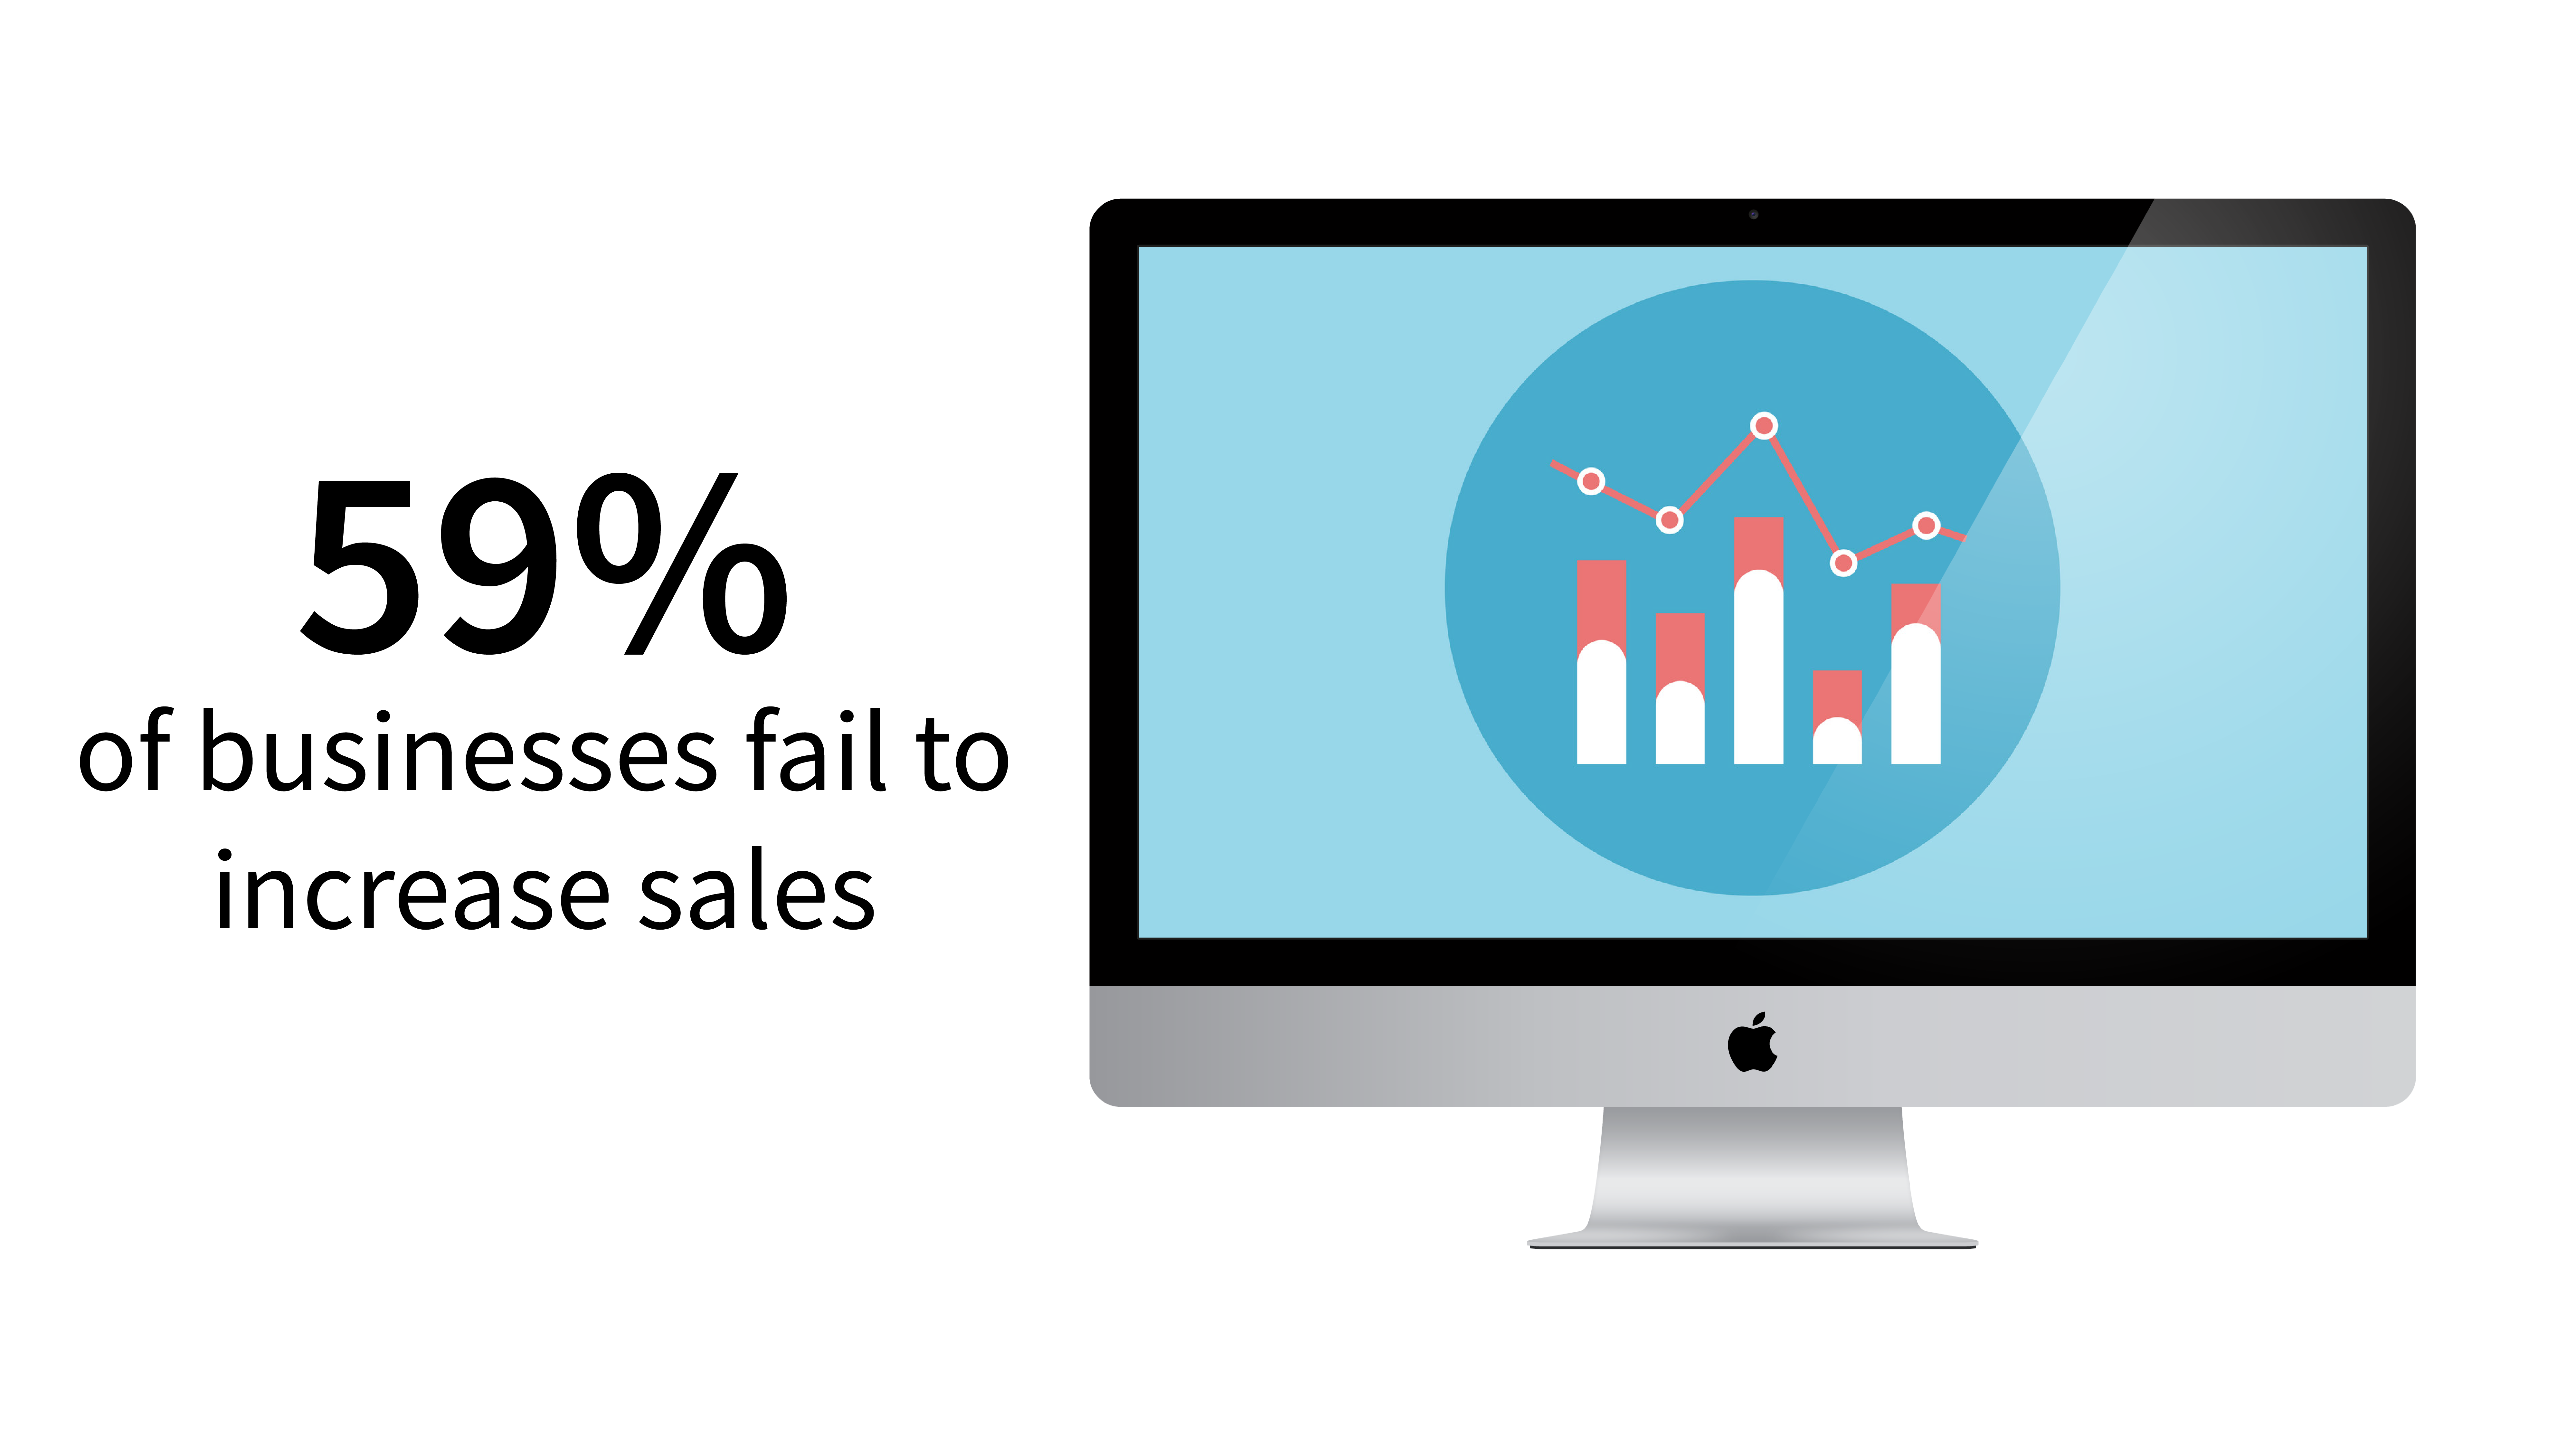 59%
of businesses fail to
increase sales